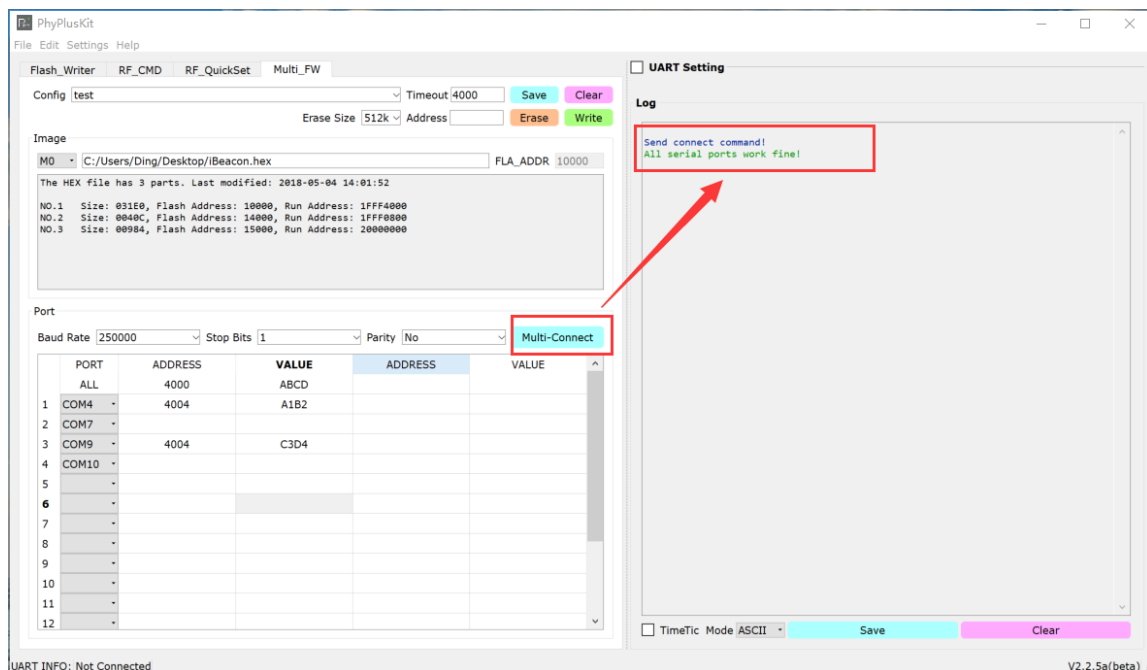 PhyPlusKit
File Edit Settings Help
Flash_Writer RF_CMD RF_QuickSet Multi_FW
Config test Timeout 4000 Save Clear
Erase Size 512k Address Erase Write
Image
M0 C:/Users/Ding/Desktop/iBeacon.hex FLA_ADDR 10000
The HEX file has 3 parts. Last modified: 2018-05-04 14:01:52
NO.1 Size: 031E0, Flash Address: 10000, Run Address: 1FFF4000
NO.2 Size: 0040C, Flash Address: 14000, Run Address: 1FFF0800
NO.3 Size: 00984, Flash Address: 15000, Run Address: 20000000
Port
Baud Rate 250000 Stop Bits 1 Parity No Multi-Connect
PORT ADDRESS VALUE ADDRESS VALUE
ALL 4000 ABCD
1 COM4 4004 A1B2
2 COM7
3 COM9 4004 C3D4
4 COM10
5
6
7
8
9
10
11
12
UART Setting
Log
Send connect command!
All serial ports work fine!
TimeTic Mode ASCII Save Clear
UART INFO: Not Connected V2.2.5a(beta)